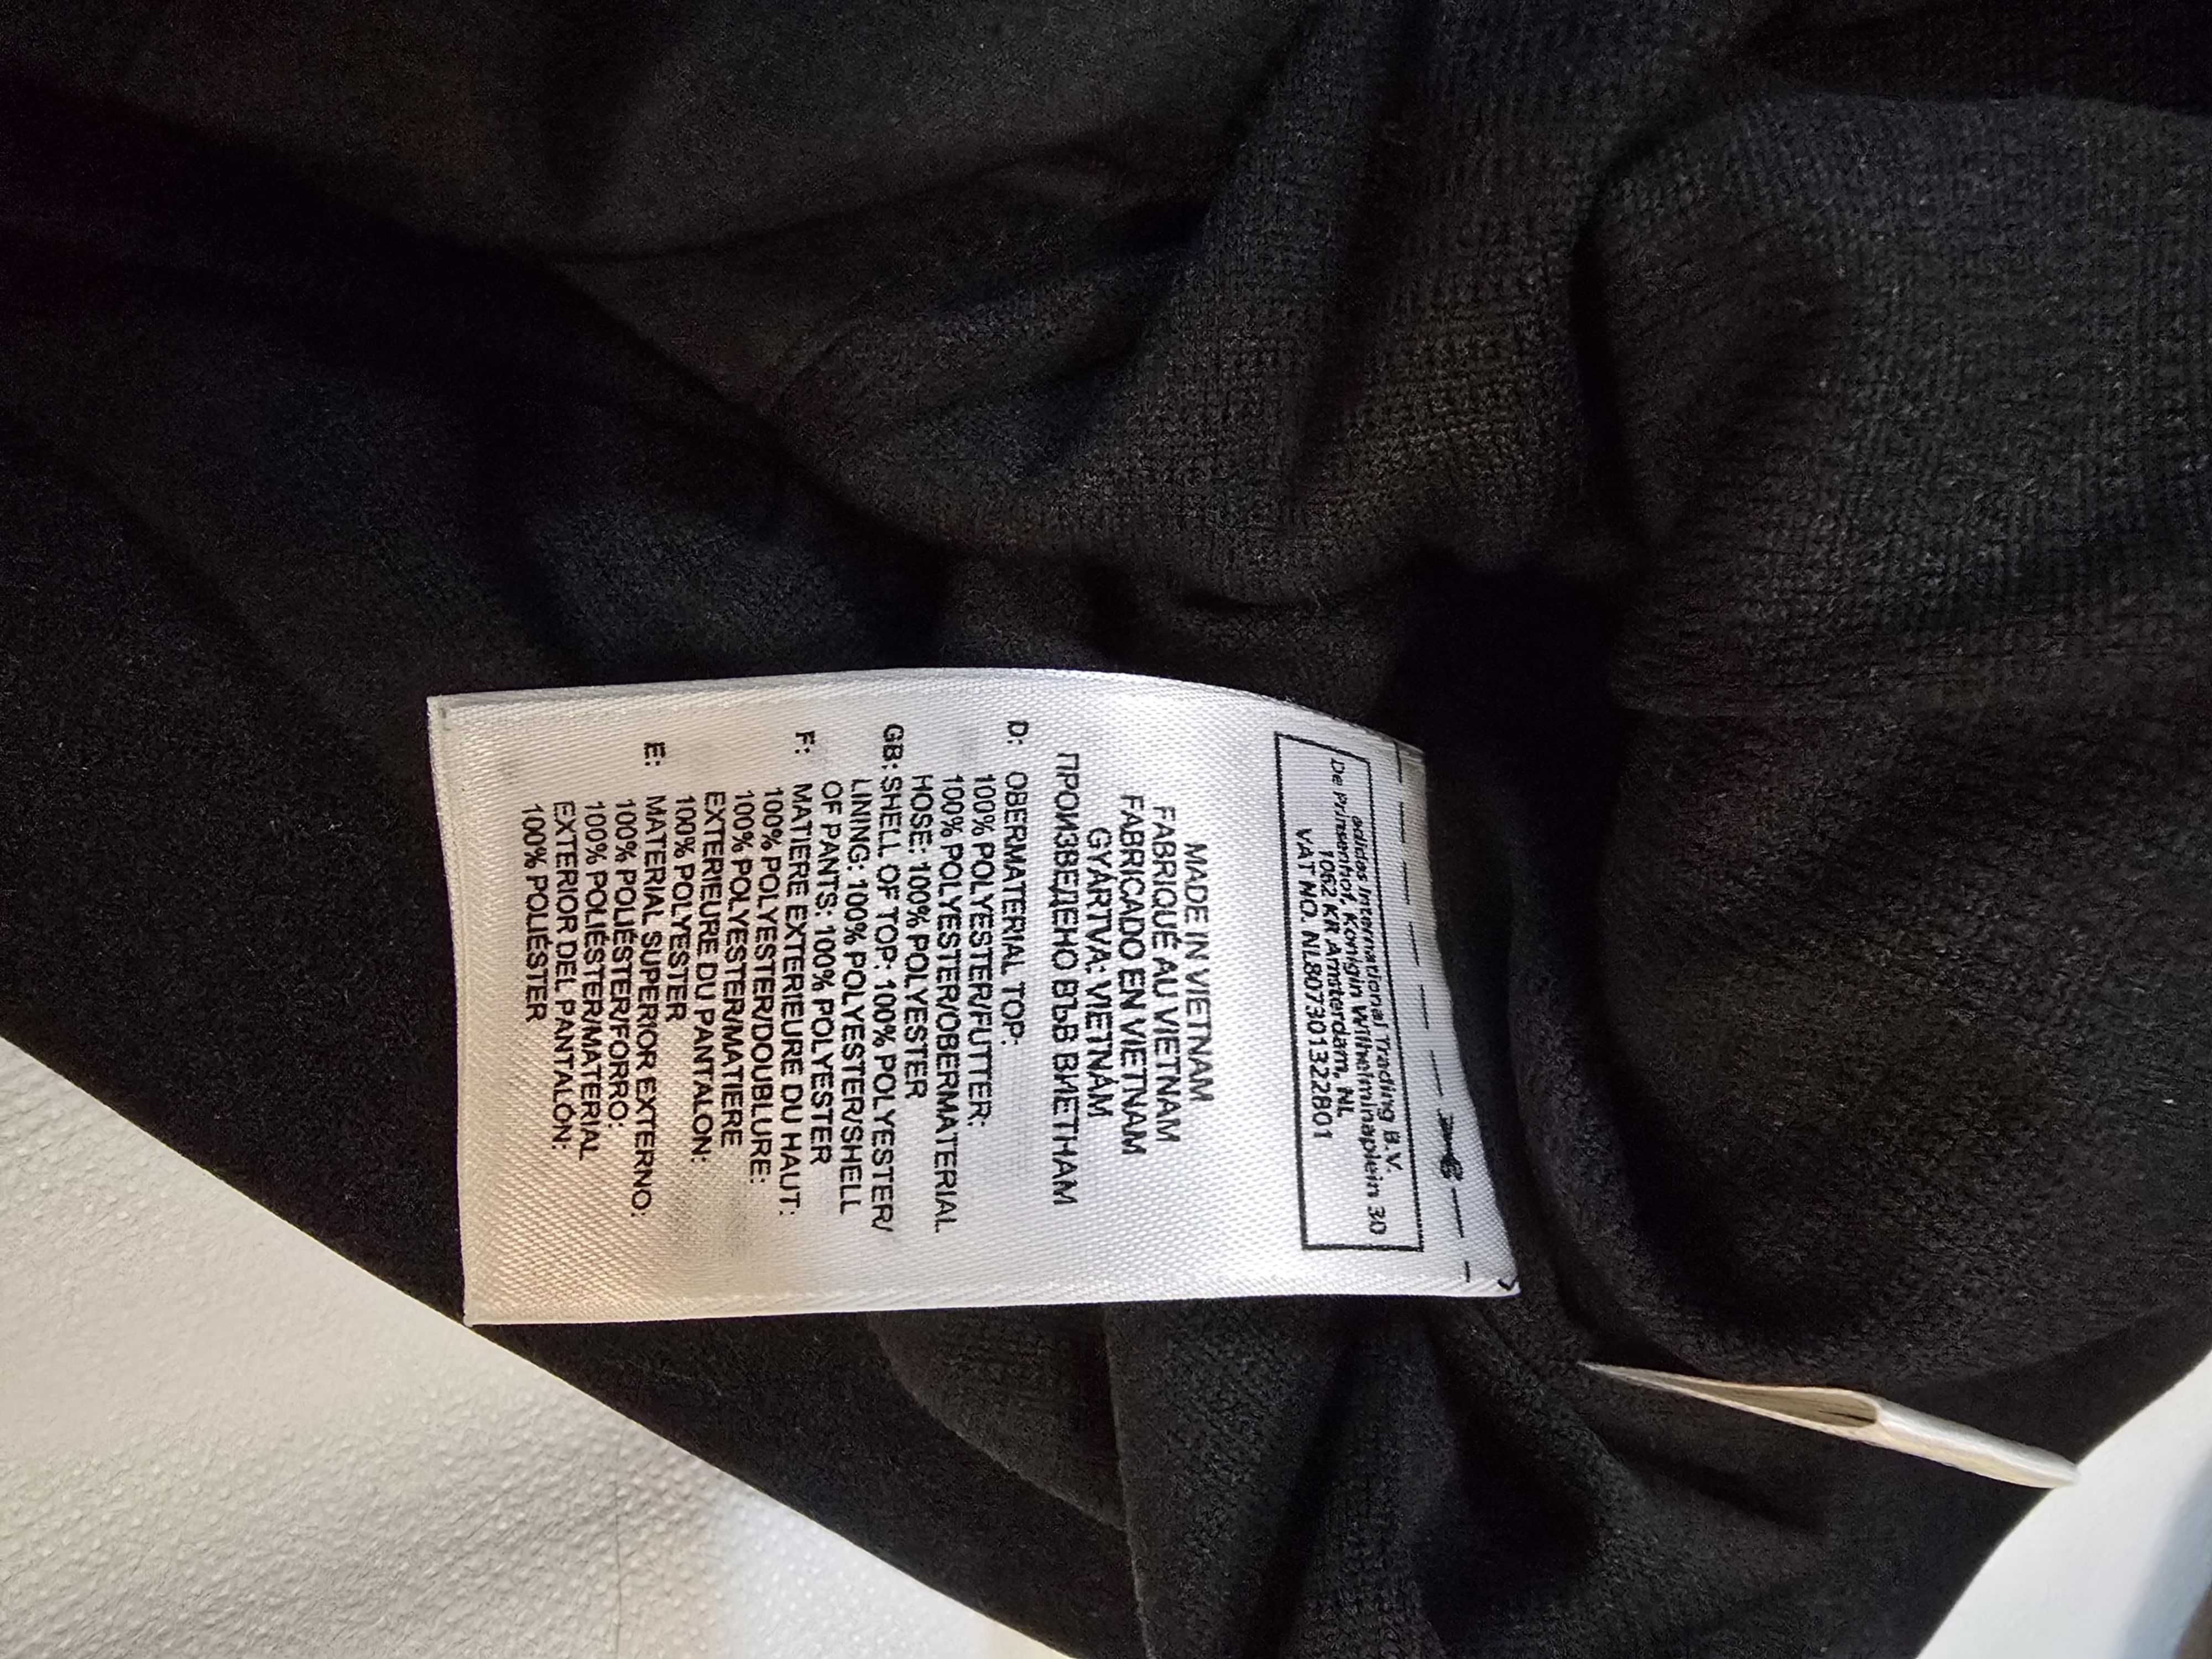 adidas International Trading B.V.
De Prinsenhof, Koningin Wilhelminaplein 30
1062 KR Amsterdam, NL
VAT NO. NL807301322B01
MADE IN VIETNAM
FABRIQUÉ AU VIETNAM
FABRICADO EN VIETNAM
GYÁRTVA: VIETNÁM
ПРОИЗВЕДЕНО ВЪВ ВИЕТНАМ
D: OBERMATERIAL TOP:
100% POLYESTER/FUTTER:
100% POLYESTER/OBERMATERIAL
HOSE: 100% POLYESTER
GB: SHELL OF TOP: 100% POLYESTER/
LINING: 100% POLYESTER/SHELL
OF PANTS: 100% POLYESTER
F: MATIERE EXTERIEURE DU HAUT:
100% POLYESTER/DOUBLURE:
100% POLYESTER/MATIERE
EXTERIEURE DU PANTALON:
100% POLYESTER
E: MATERIAL SUPERIOR EXTERNO:
100% POLIÉSTER/FORRO:
100% POLIÉSTER/MATERIAL
EXTERIOR DEL PANTALÓN:
100% POLIÉSTER